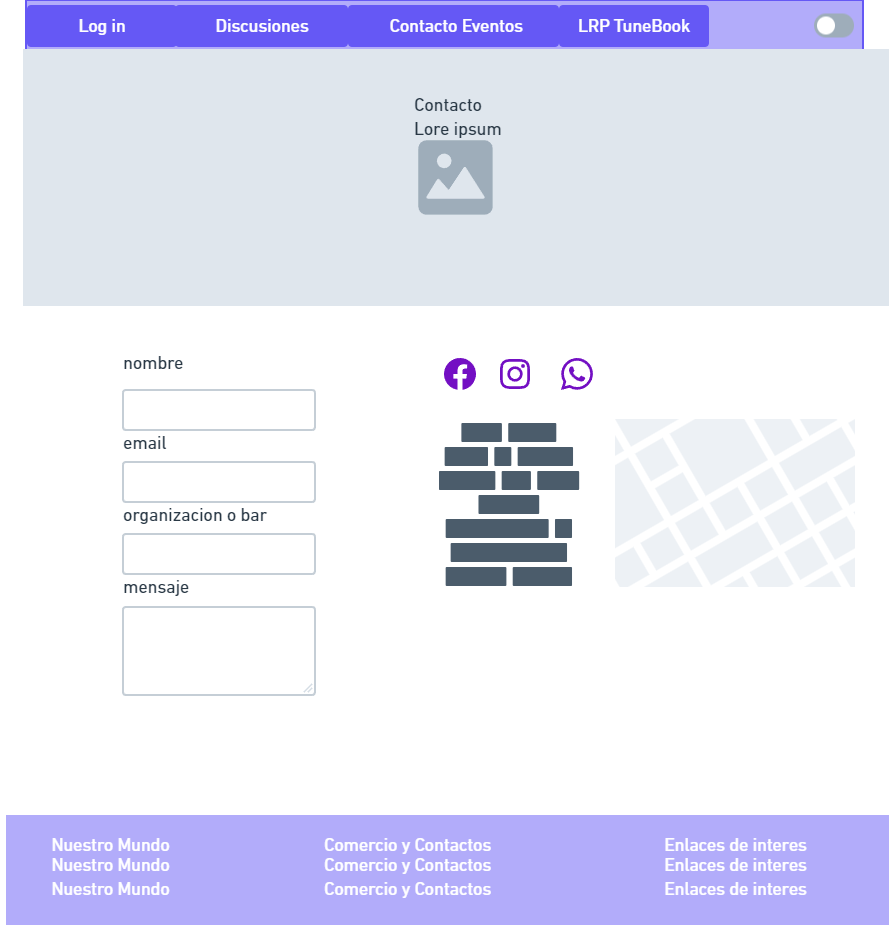 Log in Discusiones Contacto Eventos LRP TuneBook
Contacto
Lore ipsum
nombre
email
organizacion o bar
mensaje
Nuestro Mundo Comercio y Contactos Enlaces de interes
Nuestro Mundo Comercio y Contactos Enlaces de interes
Nuestro Mundo Comercio y Contactos Enlaces de interes